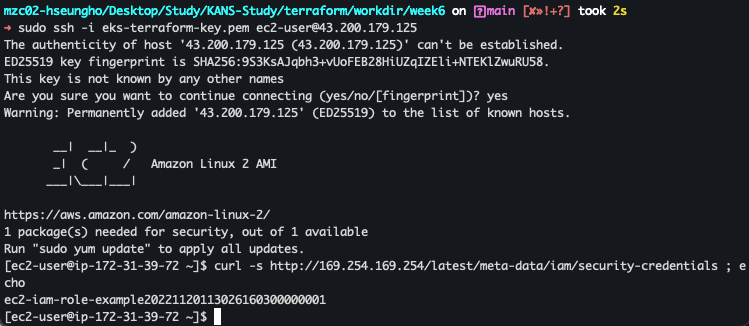 mzc02-hseungho/Desktop/Study/KANS-Study/terraform/workdir/week6 on main [✘»!+?] took 2s
→ sudo ssh -i eks-terraform-key.pem ec2-user@43.200.179.125
The authenticity of host '43.200.179.125 (43.200.179.125)' can't be established.
ED25519 key fingerprint is SHA256:9S3KsAJqbh3+vUoFEB28HiUZqIZEli+NTEKlZwuRU58.
This key is not known by any other names
Are you sure you want to continue connecting (yes/no/[fingerprint])? yes
Warning: Permanently added '43.200.179.125' (ED25519) to the list of known hosts.
__|  __|_  )
_|  (     /   Amazon Linux 2 AMI
___|\___|___|
https://aws.amazon.com/amazon-linux-2/
1 package(s) needed for security, out of 1 available
Run "sudo yum update" to apply all updates.
[ec2-user@ip-172-31-39-72 ~]$ curl -s http://169.254.169.254/latest/meta-data/iam/security-credentials ; e
cho
ec2-iam-role-example20221120113026160300000001
[ec2-user@ip-172-31-39-72 ~]$